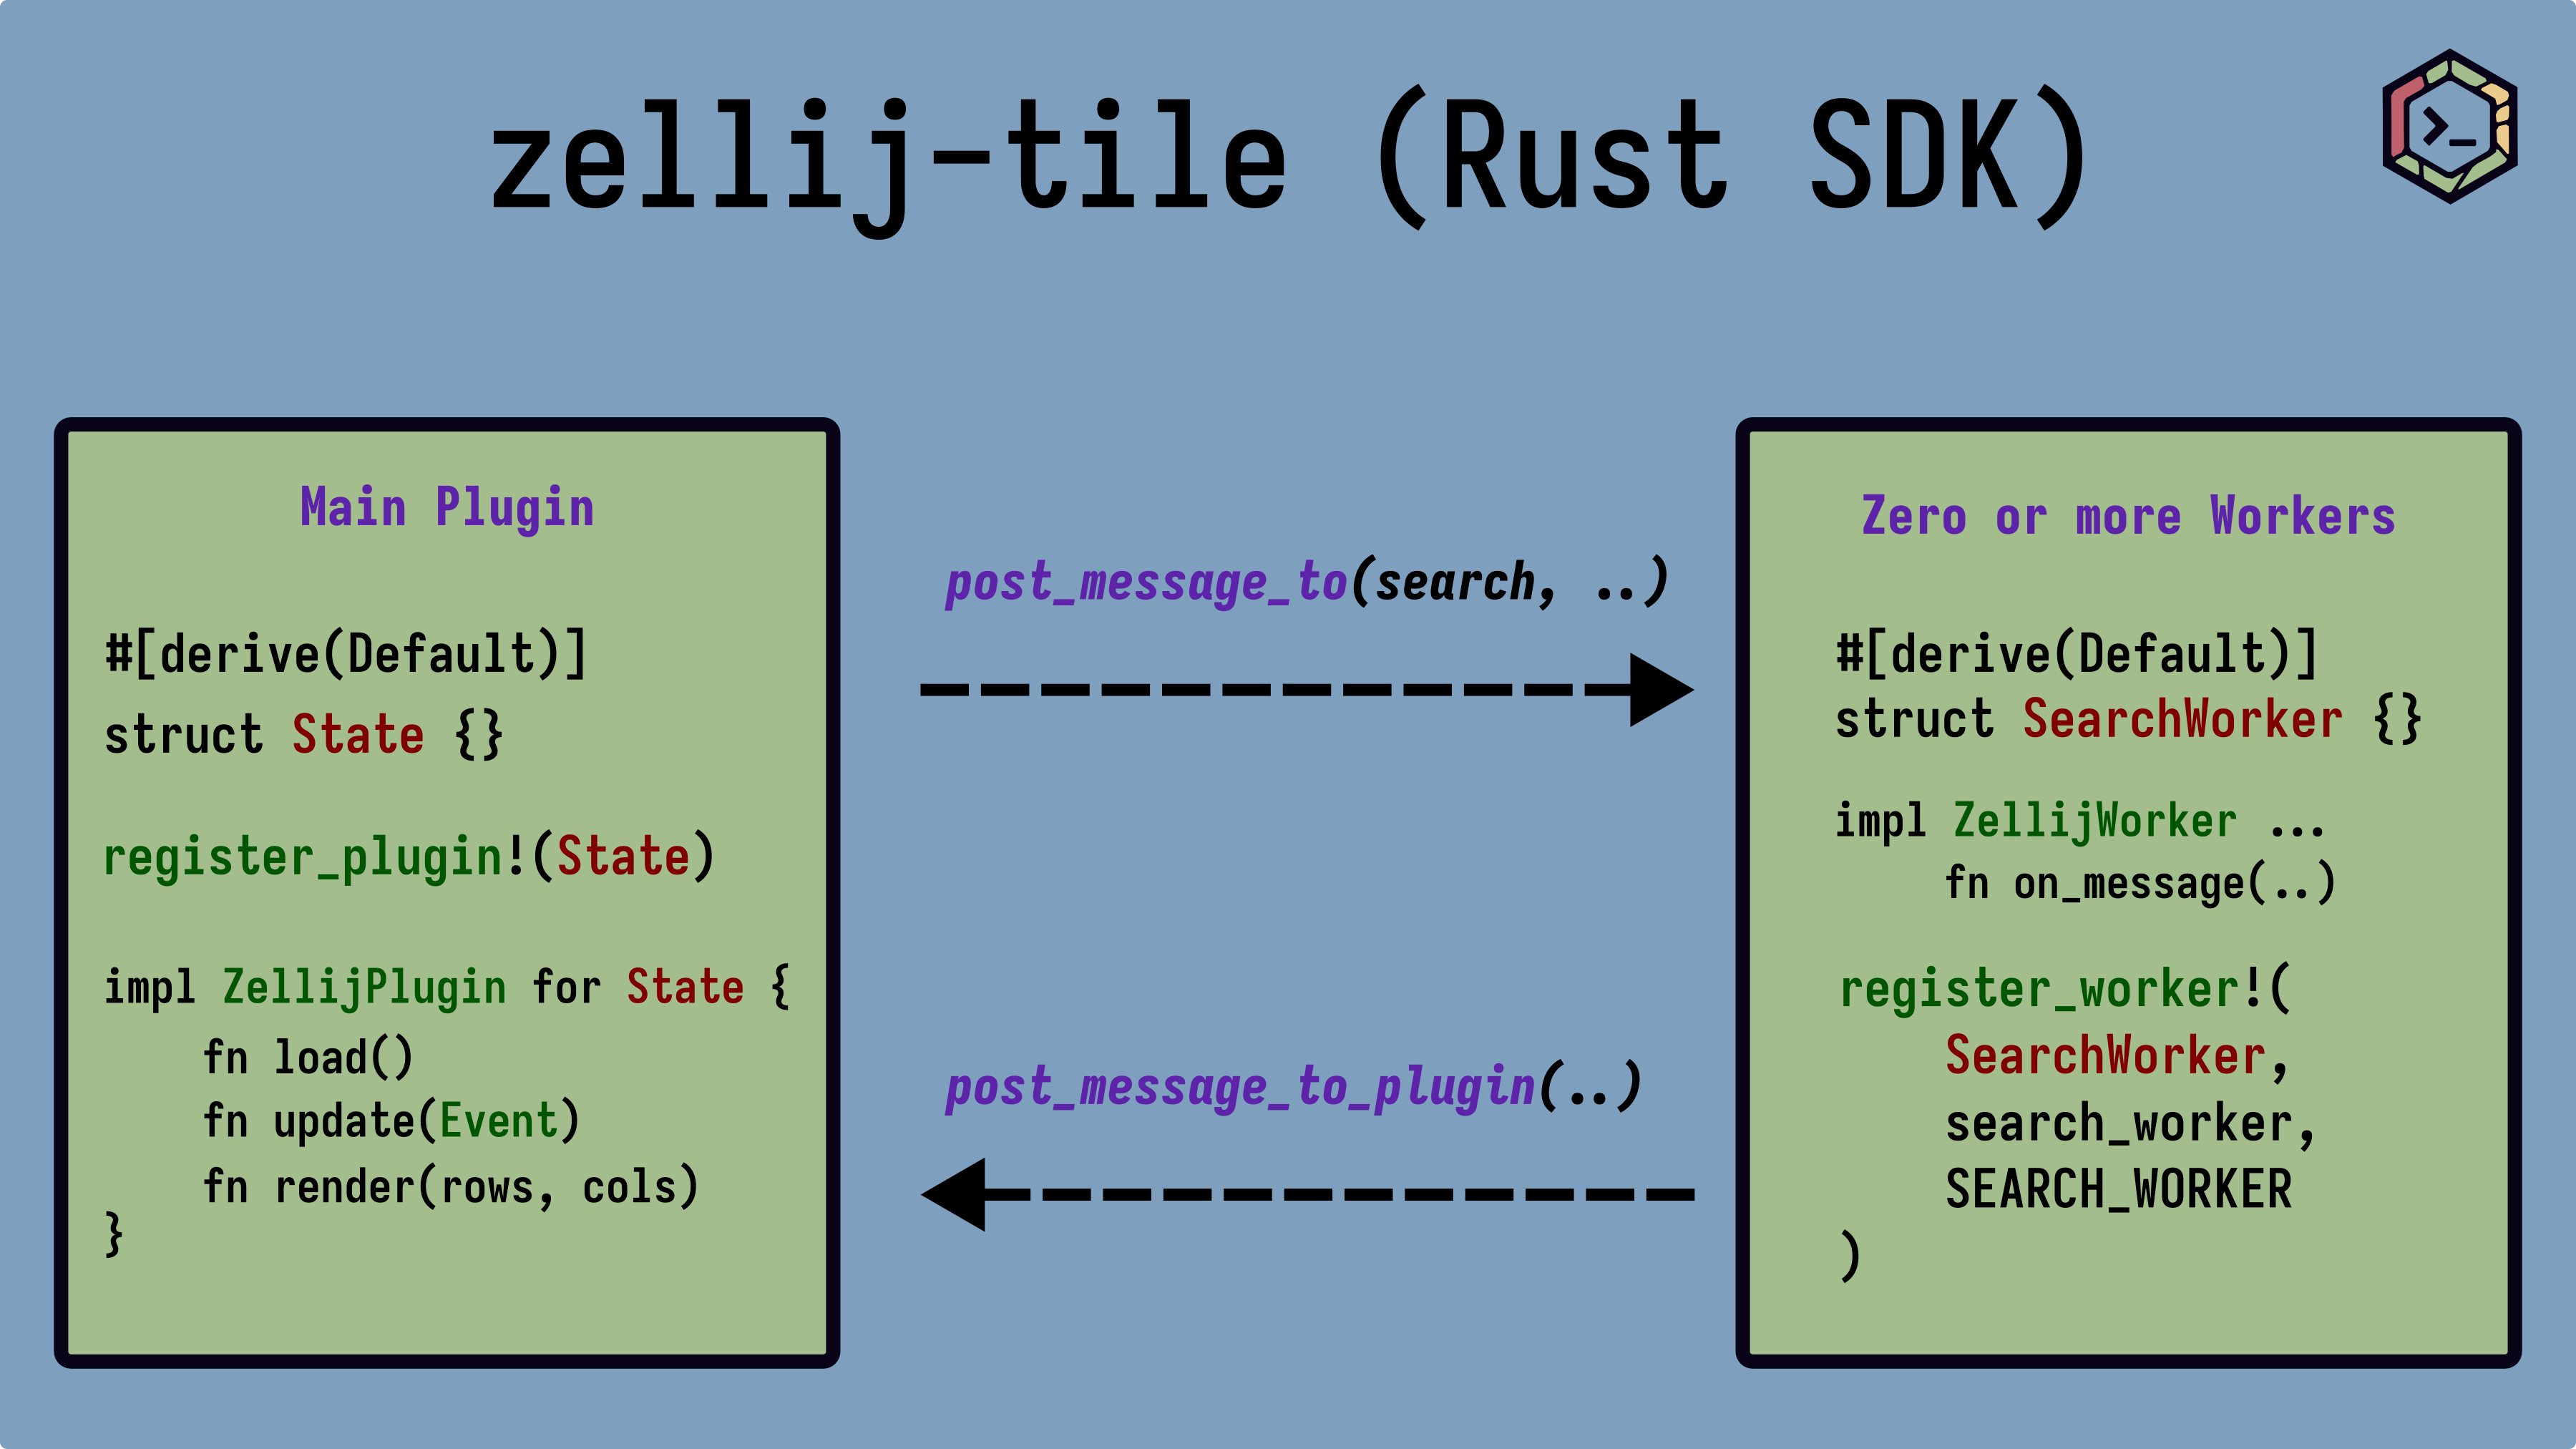 zellij-tile (Rust SDK)
>_
Main Plugin
#[derive(Default)]
struct State {}
register_plugin!(State)
impl ZellijPlugin for State {
fn load()
fn update(Event)
fn render(rows, cols)
}
post_message_to(search, ..)
post_message_to_plugin(..)
Zero or more Workers
#[derive(Default)]
struct SearchWorker {}
impl ZellijWorker ...
fn on_message(..)
register_worker!(
SearchWorker,
search_worker,
SEARCH_WORKER
)